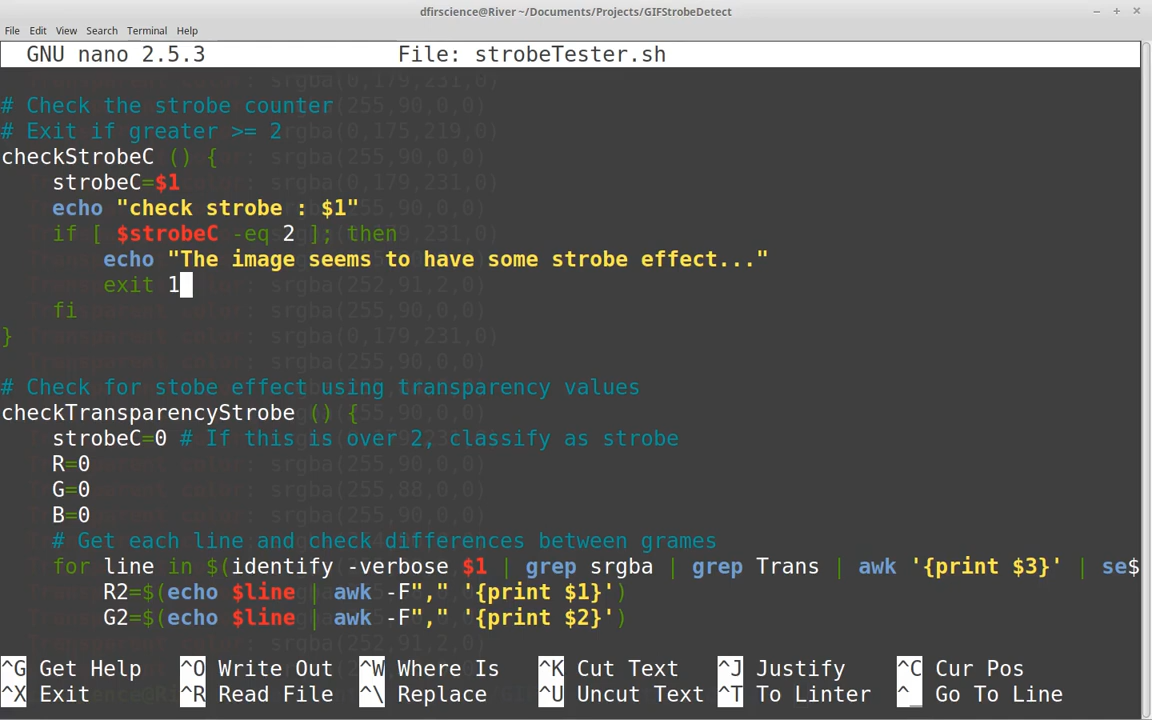 dfirscience@River ~/Documents/Projects/GIFStrobeDetect
File Edit View Search Terminal Help
GNU nano 2.5.3 File: strobeTester.sh
# Check the strobe counter
# Exit if greater >= 2
checkStrobeC () {
    strobeC=$1
    echo "check strobe : $1"
    if [ $strobeC -eq 2 ]; then
        echo "The image seems to have some strobe effect..."
        exit 1
    fi
}
# Check for stobe effect using transparency values
checkTransparencyStrobe () {
    strobeC=0 # If this is over 2, classify as strobe
    R=0
    G=0
    B=0
    # Get each line and check differences between grames
    for line in $(identify -verbose $1 | grep srgba | grep Trans | awk '{print $3}' | se$
        R2=$(echo $line | awk -F"," '{print $1}')
        G2=$(echo $line | awk -F"," '{print $2}')
^G Get Help ^O Write Out ^W Where Is ^K Cut Text ^J Justify ^C Cur Pos
^X Exit ^R Read File ^\ Replace ^U Uncut Text ^T To Linter ^_ Go To Line